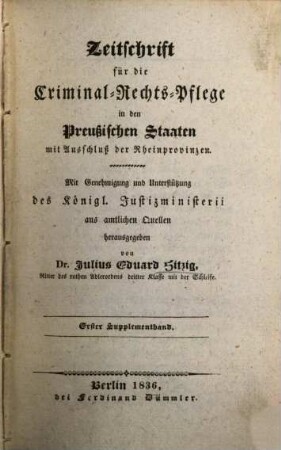 Zeitschrift
für die
Criminal-Rechts-Pflege
in den
Preußischen Staaten
mit Ausschluß der Rheinprovinzen.
Mit Genehmigung und Unterstützung
des Königl. Justizministerii
aus amtlichen Quellen
herausgegeben
von
Dr. Julius Eduard Hitzig,
Ritter des rothen Adlerordens dritter Klasse mit der Schleife.
Erster Supplementband.
Berlin 1836,
bei Ferdinand Dümmler.